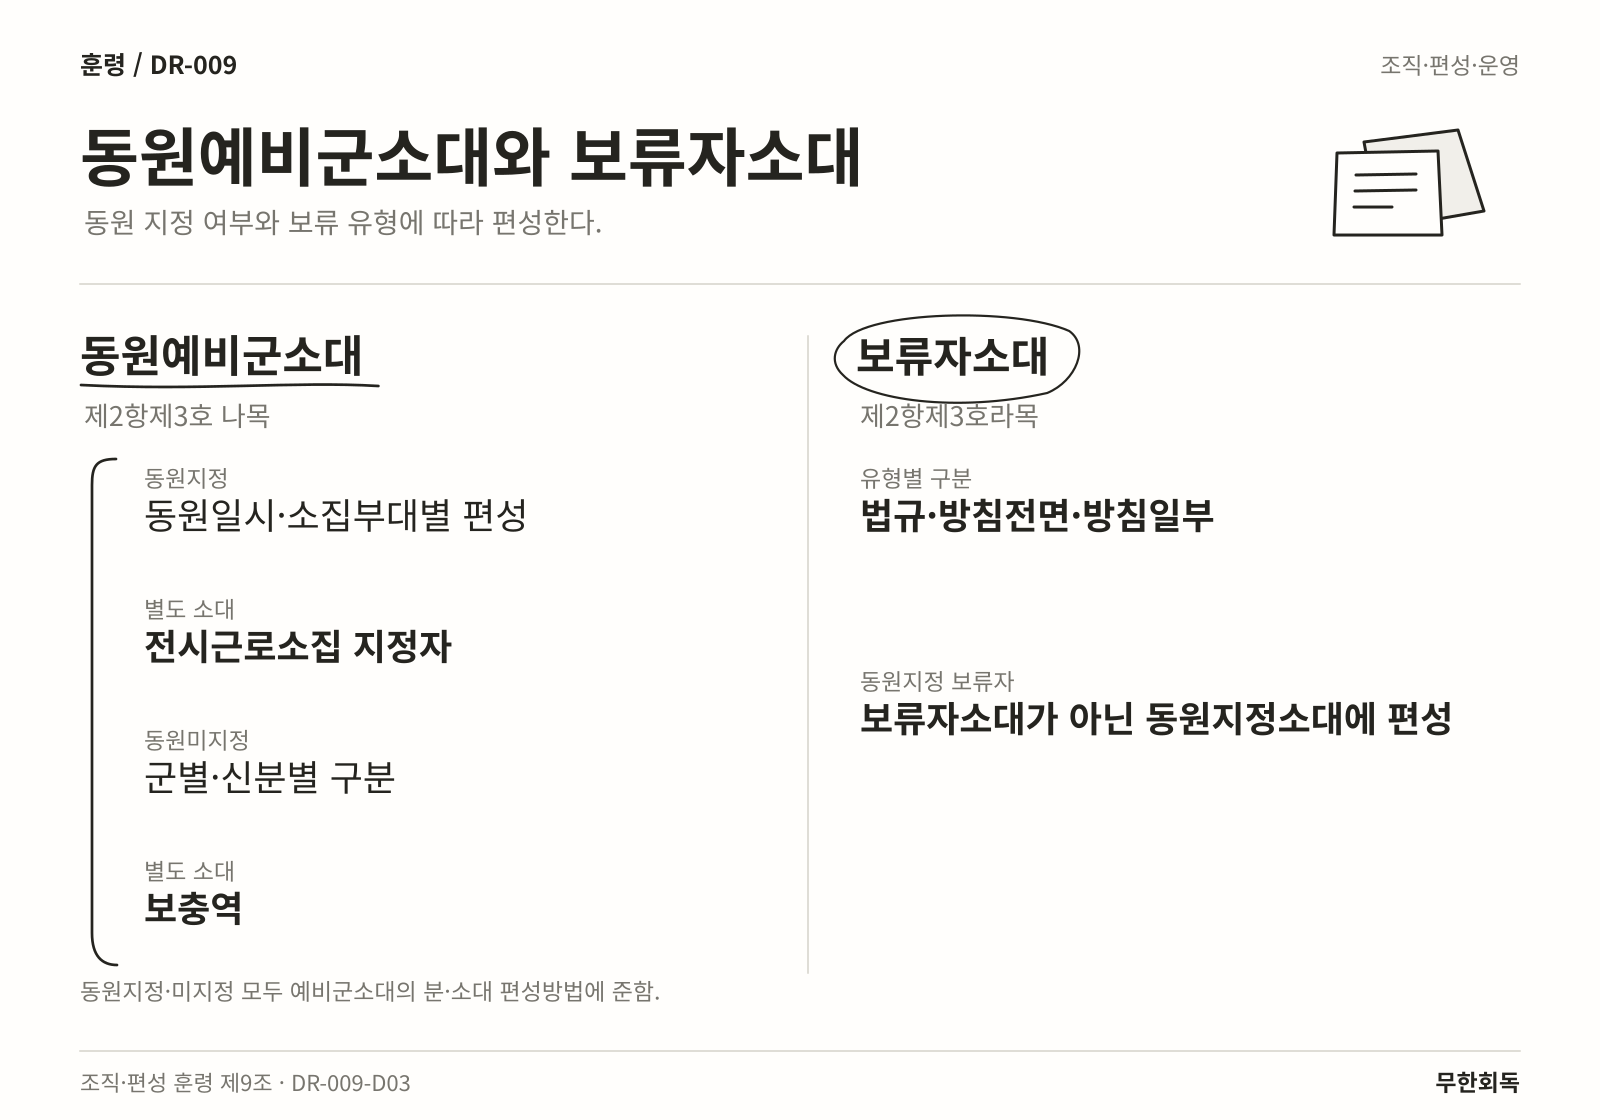 훈령 / DR-009
조직·편성·운영
동원예비군소대와 보류자소대
동원 지정 여부와 보류 유형에 따라 편성한다.
동원예비군소대
제2항제3호 나목
동원지정
동원일시·소집부대별 편성
별도 소대
전시근로소집 지정자
동원미지정
군별·신분별 구분
별도 소대
보충역
동원지정·미지정 모두 예비군소대의 분·소대 편성방법에 준함.
보류자소대
제2항제3호라목
유형별 구분
법규·방침전면·방침일부
동원지정 보류자
보류자소대가 아닌 동원지정소대에 편성
조직·편성 훈령 제9조 · DR-009-D03
무한회독